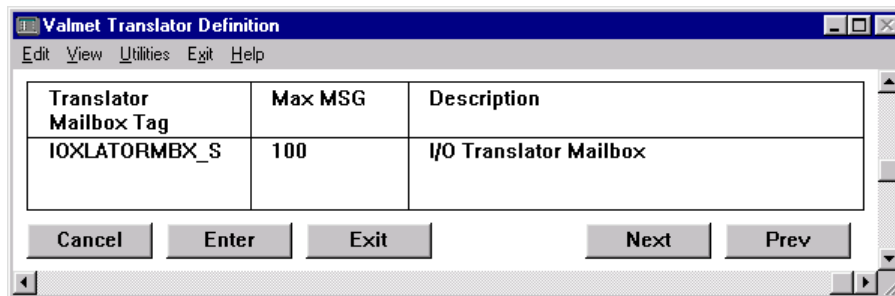 Valmet Translator Definition
Edit View Utilities Exit Help
Translator Mailbox Tag Max MSG Description
IOXLATORMBX_S 100 I/O Translator Mailbox
Cancel Enter Exit Next Prev